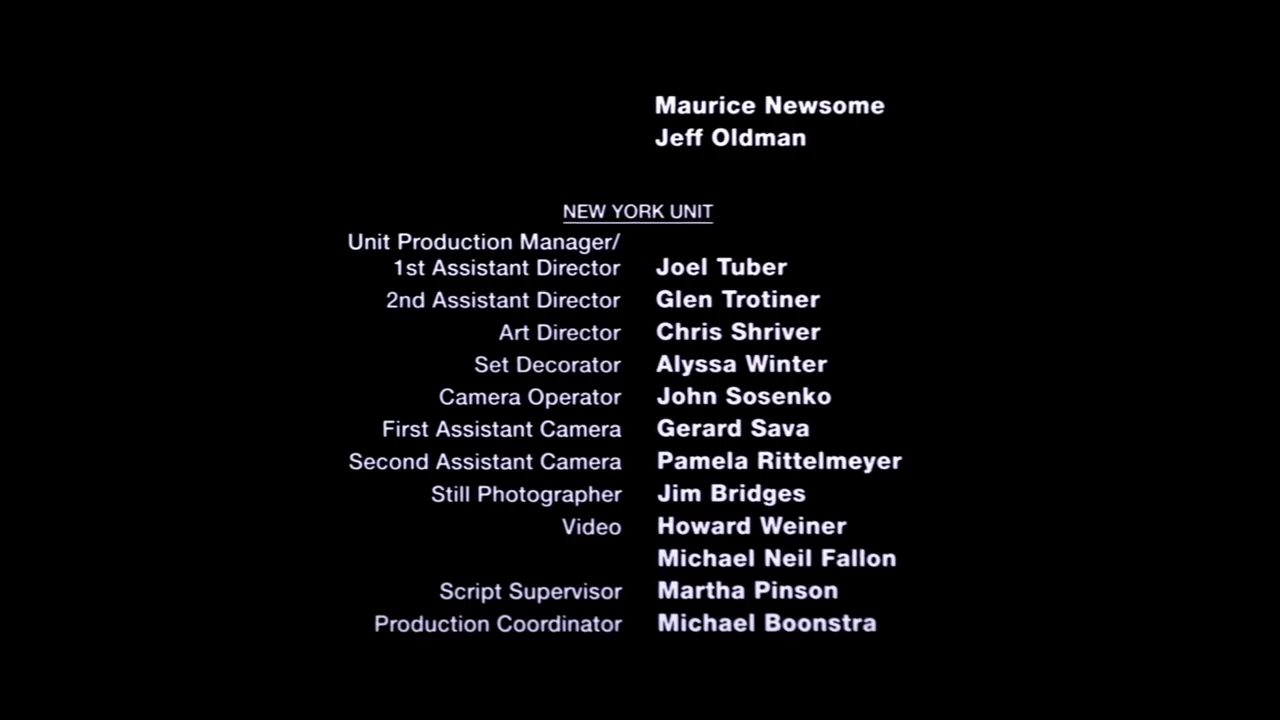 Maurice Newsome
Jeff Oldman
NEW YORK UNIT
Unit Production Manager/
1st Assistant Director Joel Tuber
2nd Assistant Director Glen Trotiner
Art Director Chris Shriver
Set Decorator Alyssa Winter
Camera Operator John Sosenko
First Assistant Camera Gerard Sava
Second Assistant Camera Pamela Rittelmeyer
Still Photographer Jim Bridges
Video Howard Weiner
Michael Neil Fallon
Script Supervisor Martha Pinson
Production Coordinator Michael Boonstra